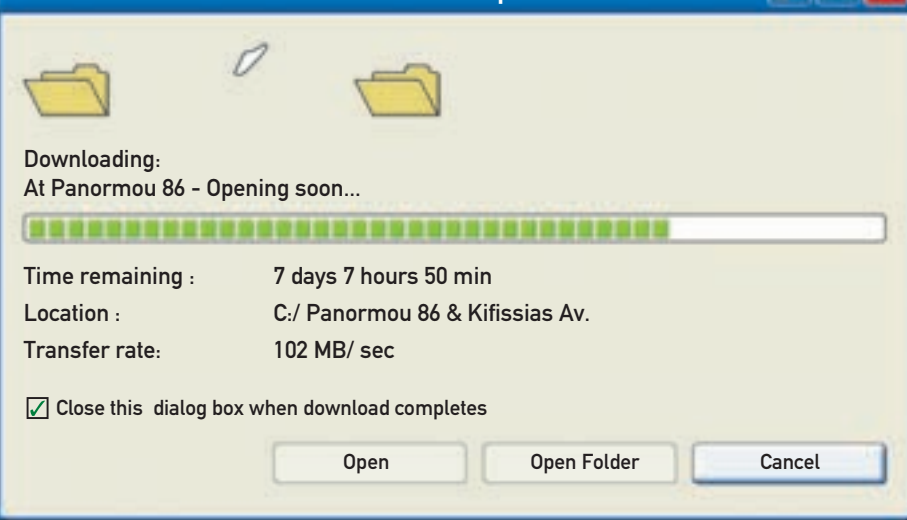 Downloading:
At Panormou 86 - Opening soon...
Time remaining : 7 days 7 hours 50 min
Location : C:/ Panormou 86 & Kifissias Av.
Transfer rate: 102 MB/ sec
Close this dialog box when download completes
Open Open Folder Cancel